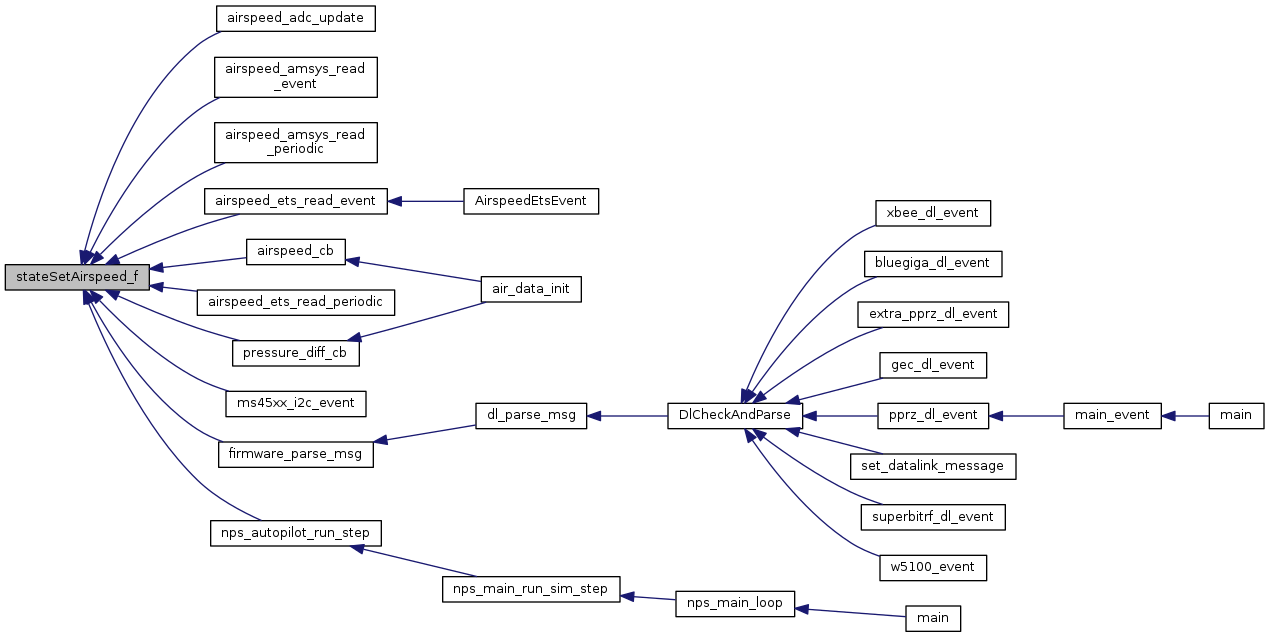 airspeed_adc_update
airspeed_amsys_read
_event
airspeed_amsys_read
_periodic
airspeed_ets_read_event
AirspeedEtsEvent
xbee_dl_event
airspeed_cb
bluegiga_dl_event
stateSetAirspeed_f
air_data_init
airspeed_ets_read_periodic
extra_pprz_dl_event
pressure_diff_cb
gec_dl_event
ms45xx_i2c_event
dl_parse_msg
DlCheckAndParse
pprz_dl_event
main_event
main
firmware_parse_msg
set_datalink_message
superbitrf_dl_event
nps_autopilot_run_step
w5100_event
nps_main_run_sim_step
nps_main_loop
main